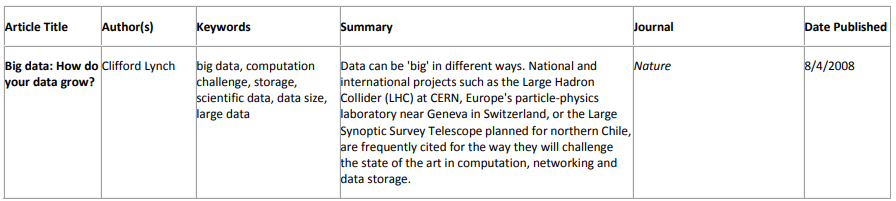 Article Title Author(s) Keywords Summary Journal Date Published
Big data: How do your data grow?
Clifford Lynch
big data, computation
challenge, storage,
scientific data, data size,
large data
Data can be 'big' in different ways. National and
international projects such as the Large Hadron
Collider (LHC) at CERN, Europe's particle-physics
laboratory near Geneva in Switzerland, or the Large
Synoptic Survey Telescope planned for northern Chile,
are frequently cited for the way they will challenge
the state of the art in computation, networking and
data storage.
Nature
8/4/2008